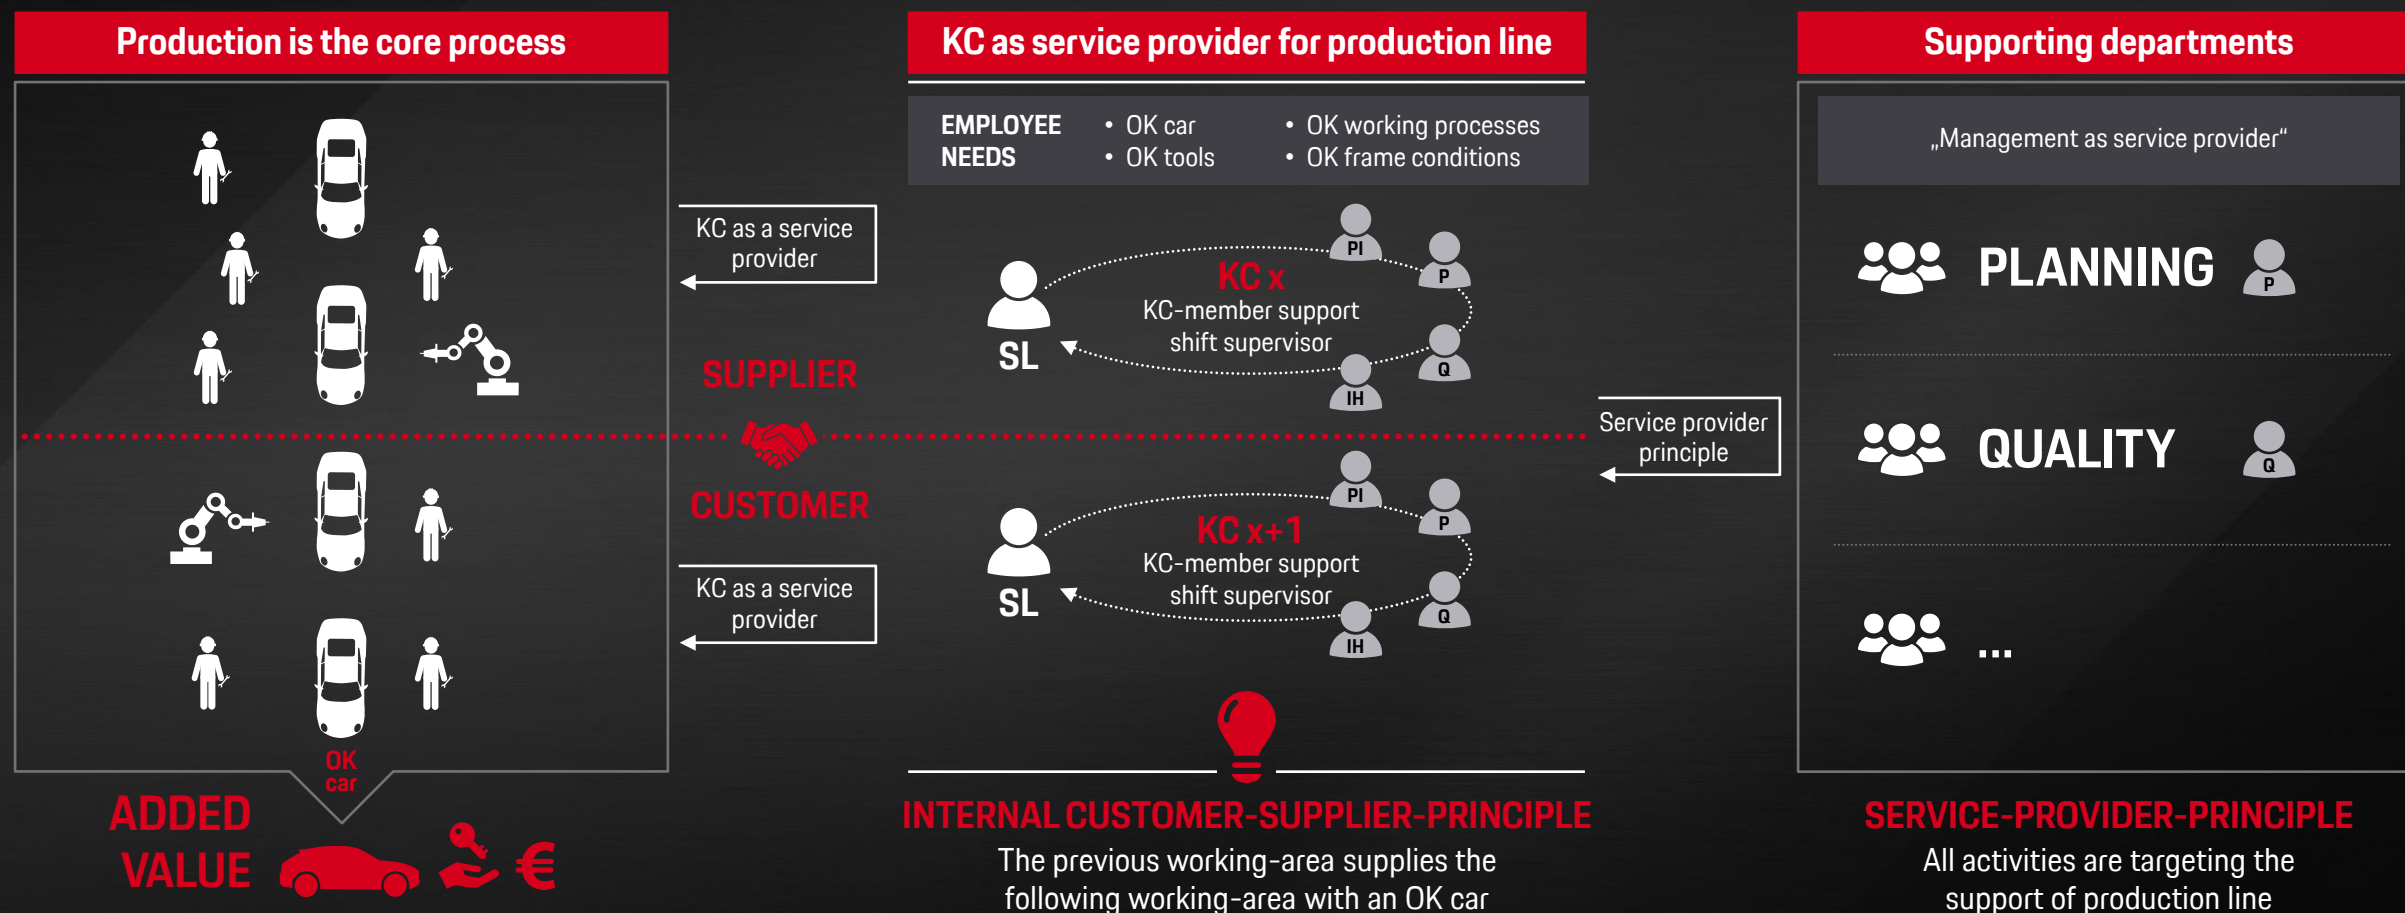 Production is the core process
OK
car
ADDED
VALUE
€
KC as a service
provider
SUPPLIER
CUSTOMER
KC as a service
provider
KC as service provider for production line
EMPLOYEE
NEEDS
• OK car
• OK tools
• OK working processes
• OK frame conditions
SL
KC x
KC-member support
shift supervisor
PI
P
Q
IH
SL
KC x+1
KC-member support
shift supervisor
PI
P
Q
IH
INTERNAL CUSTOMER-SUPPLIER-PRINCIPLE
The previous working-area supplies the
following working-area with an OK car
Service provider
principle
Supporting departments
„Management as service provider“
PLANNING
P
QUALITY
Q
...
SERVICE-PROVIDER-PRINCIPLE
All activities are targeting the
support of production line